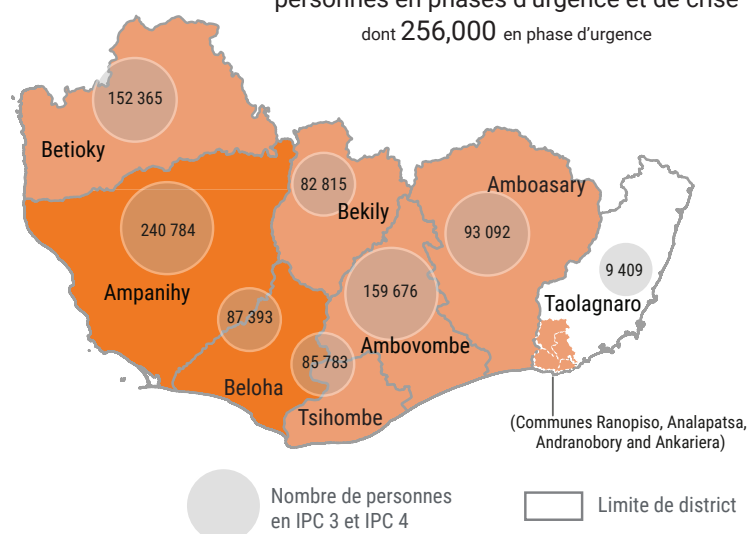 personnes en phases d'urgence et de crise
dont 256,000 en phase d'urgence
152 365
Betioky
82 815
Bekily
Amboasary
93 092
240 784
Ampanihy
9 409
Taolagnaro
159 676
Ambovombe
87 393
85 783
Beloha
Tsihombe
(Communes Ranopiso, Analapatsa,
Andranobory and Ankariera)
Nombre de personnes
en IPC 3 et IPC 4
Limite de district